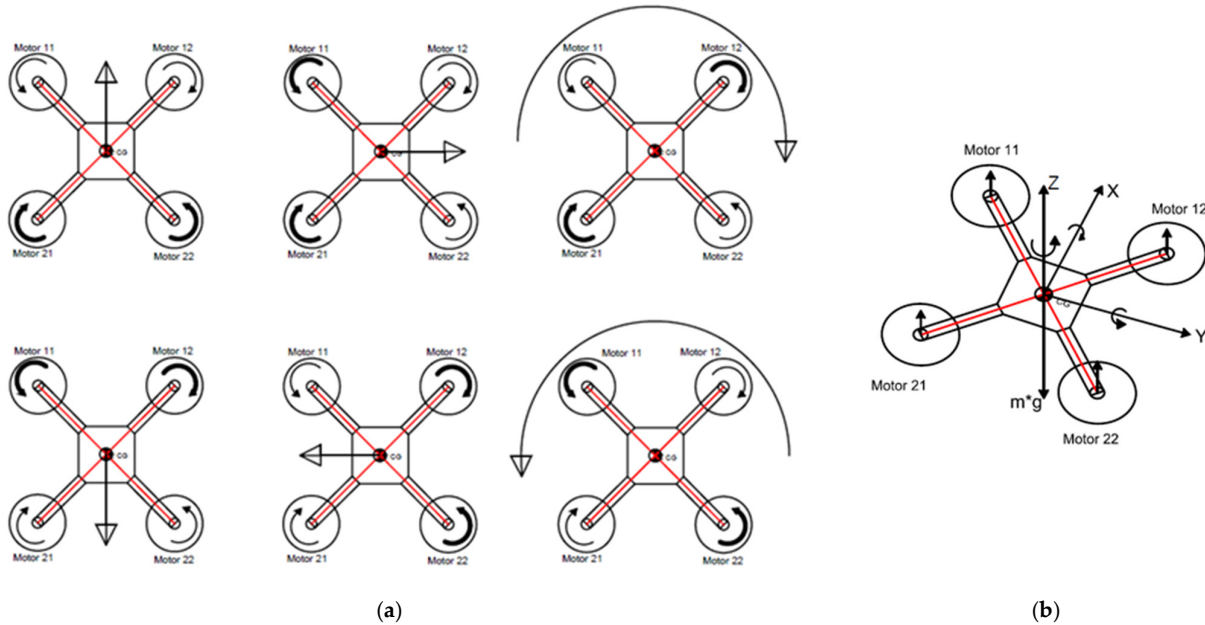 Motor 11 Motor 12
CG
Motor 21 Motor 22
Motor 11 Motor 12
CG
Motor 21 Motor 22
Motor 11 Motor 12
CG
Motor 21 Motor 22
Motor 11 Motor 12
CG
Motor 21 Motor 22
Motor 11 Motor 12
CG
Motor 21 Motor 22
Motor 11 Motor 12
CG
Motor 21 Motor 22
(a)
Motor 11
Z
X
Motor 12
CG
Y
Motor 21
m*g
Motor 22
(b)